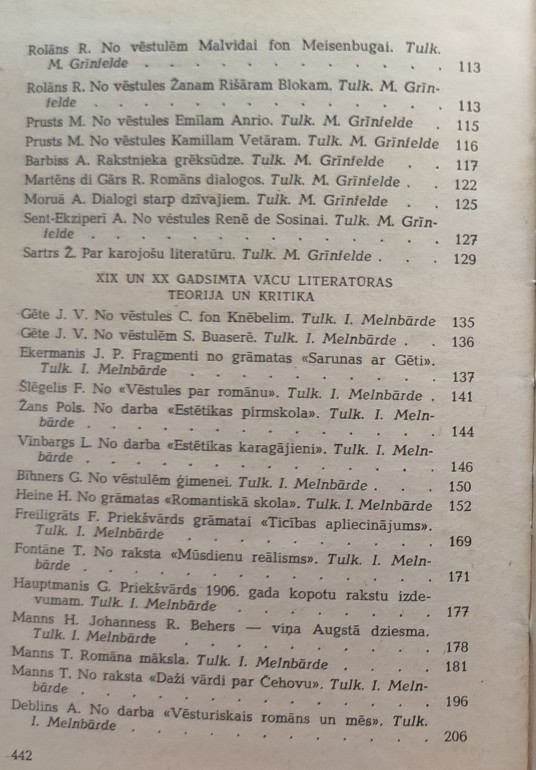 Rolāns R. No vēstulēm Malvidai fon Meisenbugai. Tulk.
M. Grīnfelde . . . . . . . . . . . 113
Rolāns R. No vēstules Žanam Rišāram Blokam. Tulk. M. Grīn-
felde . . . . . . . . . . . . . 113
Prusts M. No vēstules Emīlam Anrio. Tulk. M. Grīnfelde . 115
Prusts M. No vēstules Kamillam Vetāram. Tulk. M. Grīnfelde 116
Barbiss A. Rakstnieka grēksūdze. Tulk. M. Grīnfelde . . 117
Martēns di Gārs R. Romāns dialogos. Tulk. M. Grīnfelde . . 122
Moruā A. Dialogi starp dzīvajiem. Tulk. M. Grīnfelde . . 125
Sent-Ekziperī A. No vēstules Renē de Sosinai. Tulk. M. Grīn-
felde . . . . . . . . . . . . . 127
Sartrs Ž. Par karojošu literatūru. Tulk. M. Grīnfelde . . . 129
XIX UN XX GADSIMTA VĀCU LITERATŪRAS
TEORIJA UN KRITIKA
Gēte J. V. No vēstules C. fon Knēbelim. Tulk. I. Melnbārde 135
Gēte J. V. No vēstulēm S. Buaserē. Tulk. I. Melnbārde . . 136
Ekermanis J. P. Fragmenti no grāmatas «Sarunas ar Gēti».
Tulk. I. Melnbārde . . . . . . . . . 137
Šlēgelis F. No «Vēstules par romānu». Tulk. I. Melnbārde . 141
Žans Pols. No darba «Estētikas pirmskola». Tulk. I. Meln-
bārde . . . . . . . . . . . . . 144
Vīnbargs L. No darba «Estētikas karagājieni». Tulk. I. Meln-
bārde . . . . . . . . . . . . . 146
Bīhners G. No vēstulēm ģimenei. Tulk. I. Melnbārde . . . 150
Heine H. No grāmatas «Romantiskā skola». Tulk. I. Melnbārde 152
Freiligrāts F. Priekšvārds grāmatai «Ticības apliecinājums».
Tulk. I. Melnbārde . . . . . . . . . 169
Fontāne T. No raksta «Mūsdienu reālisms». Tulk. I. Meln-
bārde . . . . . . . . . . . . . 171
Hauptmanis G. Priekšvārds 1906. gada kopotu rakstu izde-
vumam. Tulk. I. Melnbārde . . . . . . . 177
Manns H. Johanness R. Behers — viņa Augstā dziesma.
Tulk. I. Melnbārde . . . . . . . . . 178
Manns T. Romāna māksla. Tulk. I. Melnbārde . . . . 181
Manns T. No raksta «Daži vārdi par Čehovu». Tulk. I. Meln-
bārde . . . . . . . . . . . . . 196
Deblins A. No darba «Vēsturiskais romāns un mēs». Tulk.
I. Melnbārde . . . . . . . . . . . 206
442